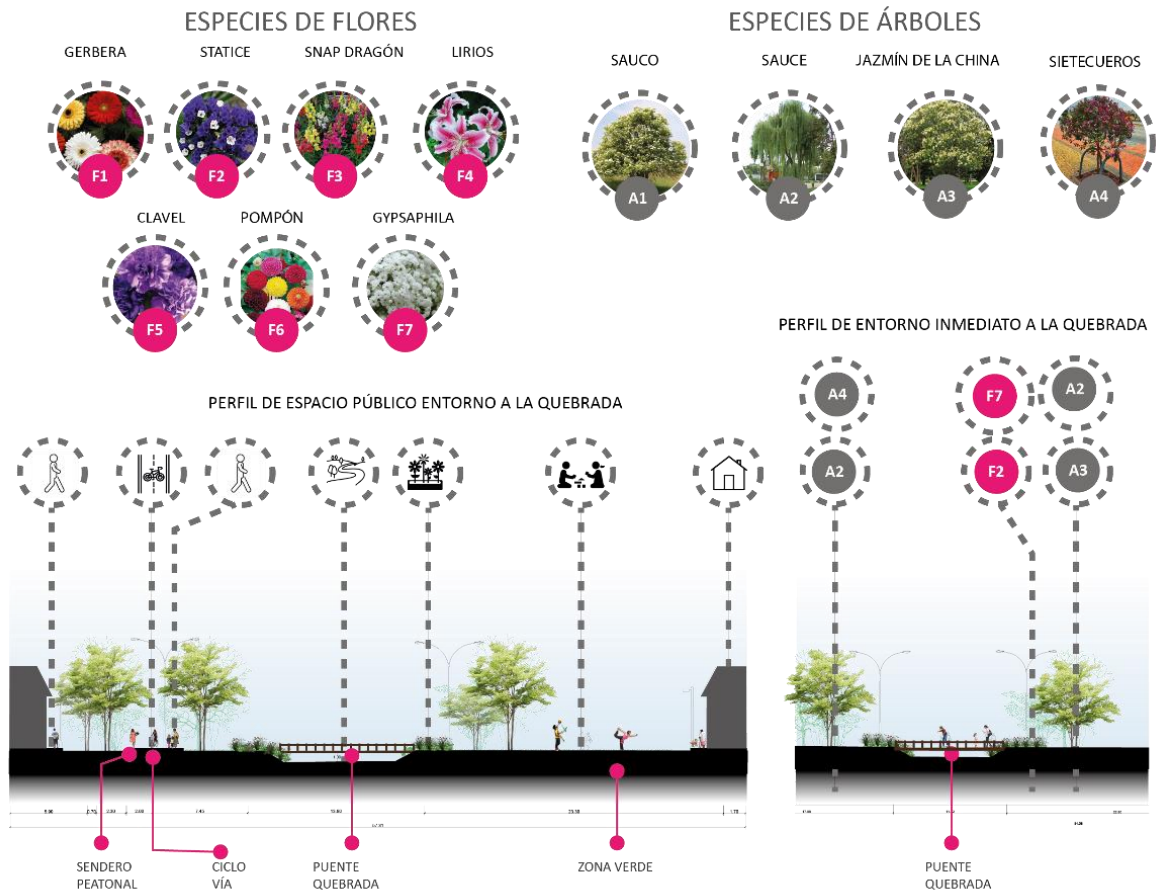 ESPECIES DE FLORES
GERBERA
STATICE
SNAP DRAGÓN
LIRIOS
F1
F2
F3
F4
CLAVEL
POMPÓN
GYPSAPHILA
F5
F6
F7
ESPECIES DE ÁRBOLES
SAUCO
SAUCE
JAZMÍN DE LA CHINA
SIETECUEROS
A1
A2
A3
A4
PERFIL DE ESPACIO PÚBLICO ENTORNO A LA QUEBRADA
SENDERO
PEATONAL
CICLO
VÍA
PUENTE
QUEBRADA
ZONA VERDE
PERFIL DE ENTORNO INMEDIATO A LA QUEBRADA
A4
F7
A2
A2
F2
A3
PUENTE
QUEBRADA